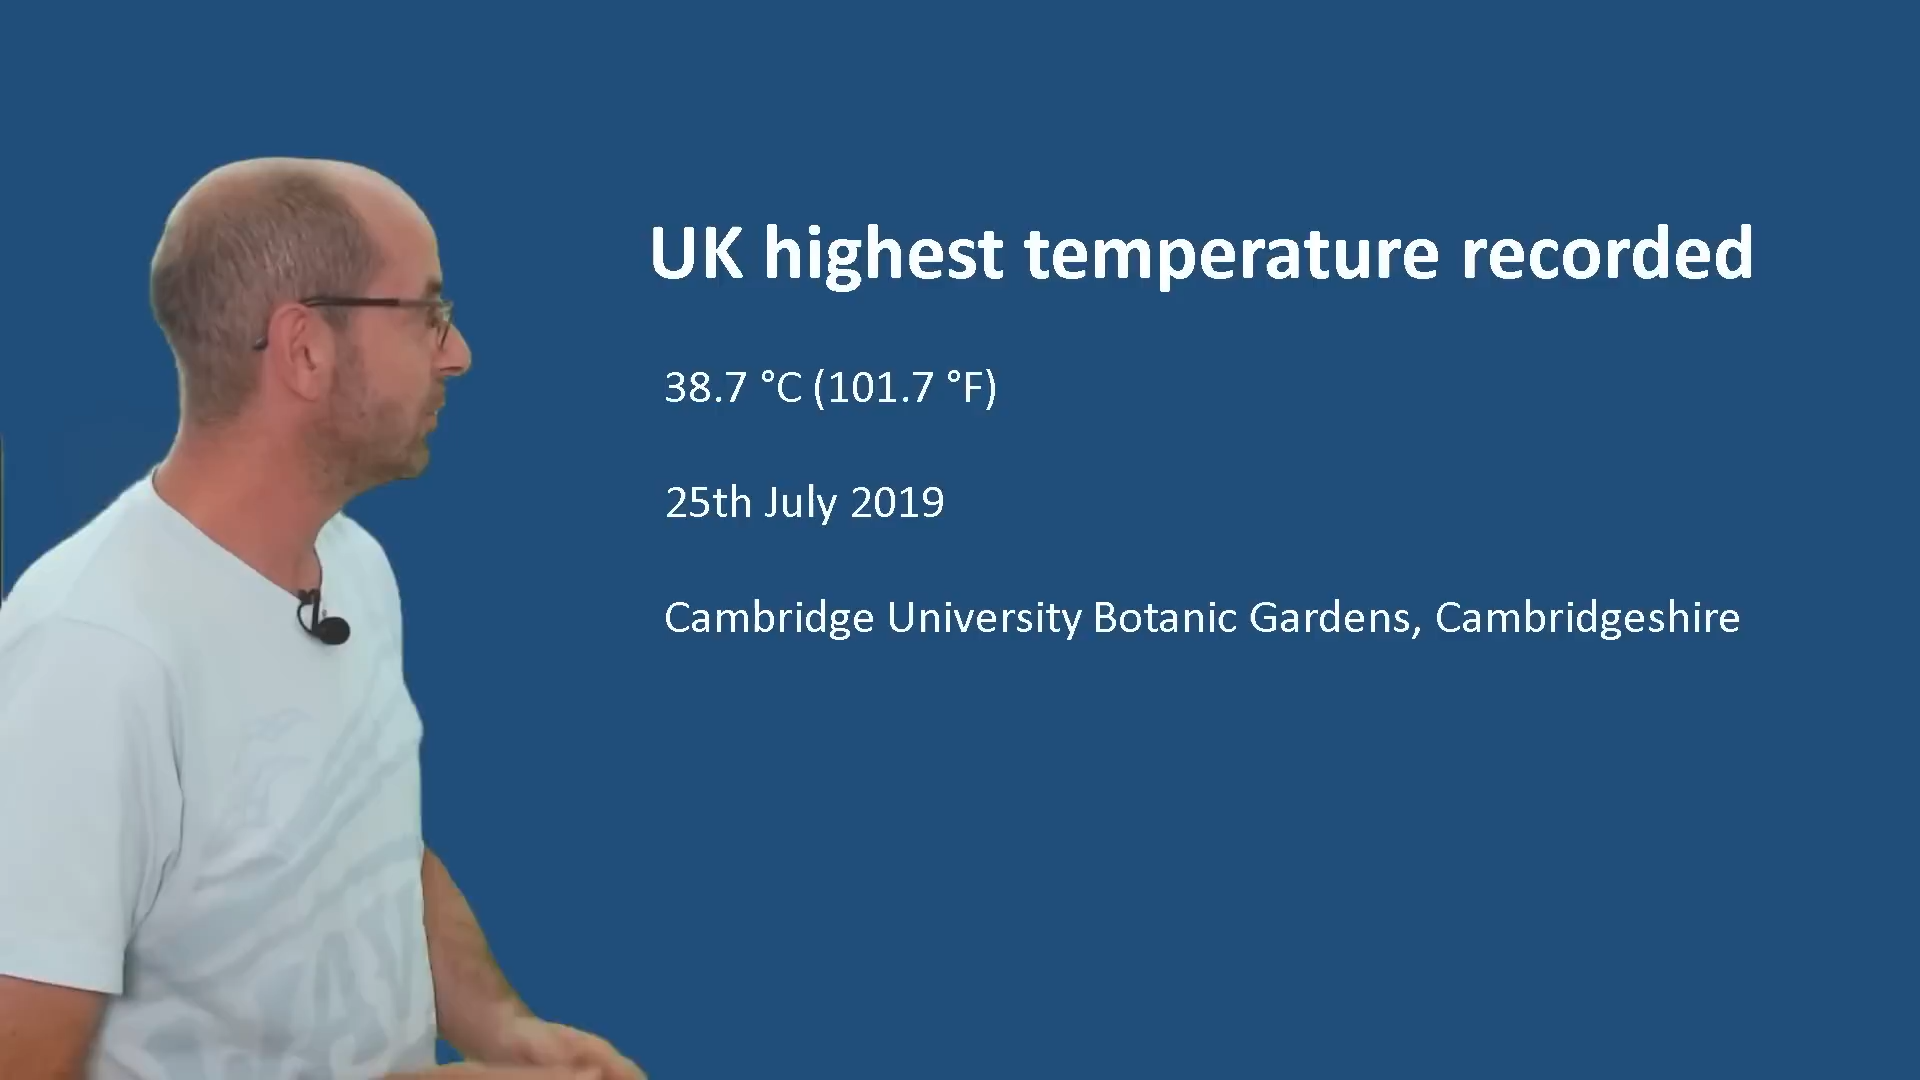 UK highest temperature recorded
38.7 °C (101.7 °F)
25th July 2019
Cambridge University Botanic Gardens, Cambridgeshire